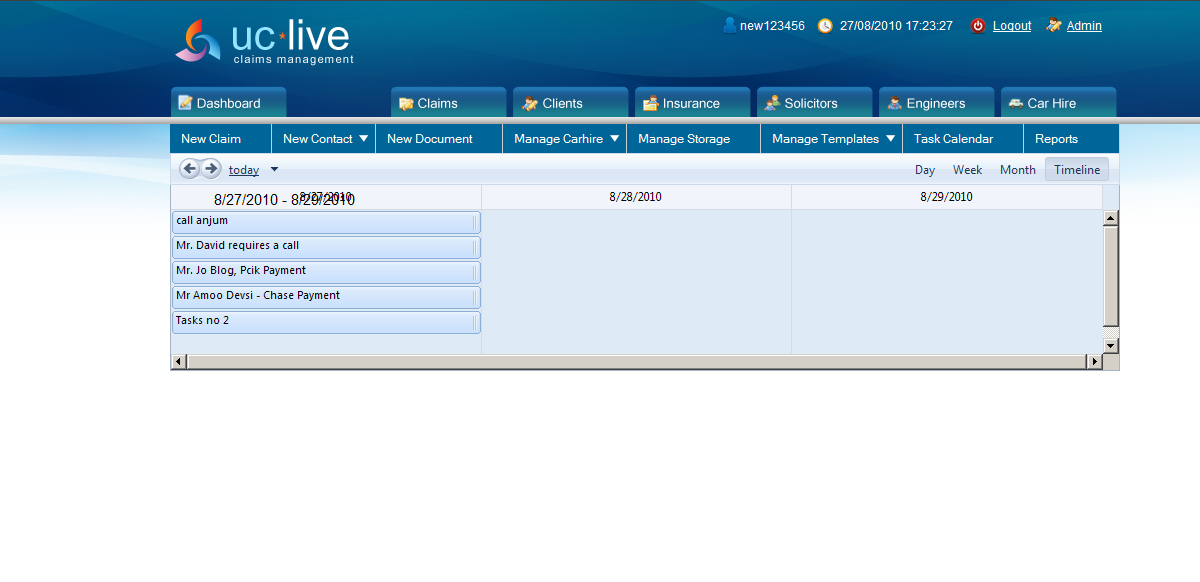 uc live
claims management
new123456 27/08/2010 17:23:27 Logout Admin
Dashboard Claims Clients Insurance Solicitors Engineers Car Hire
New Claim New Contact New Document Manage Carhire Manage Storage Manage Templates Task Calendar Reports
today Day Week Month Timeline
8/27/2010 - 8/29/2010 8/27/2010 8/28/2010 8/29/2010
call anjum
Mr. David requires a call
Mr. Jo Blog, Pcik Payment
Mr Amoo Devsi - Chase Payment
Tasks no 2